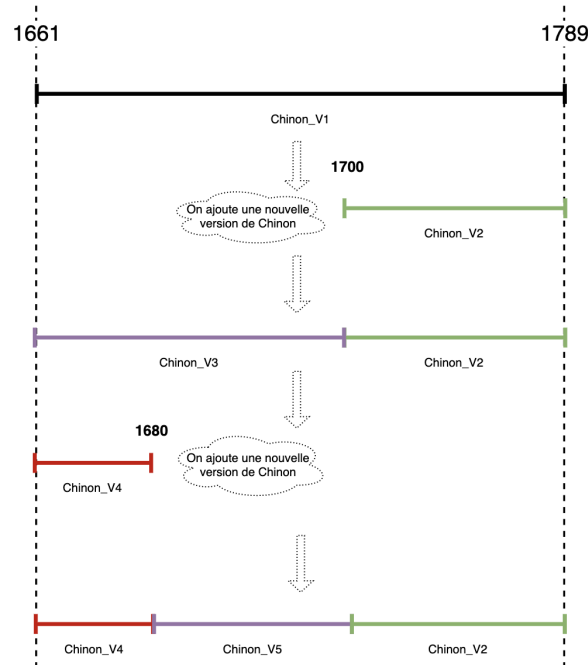 1661
1789
Chinon_V1
1700
On ajoute une nouvelle
version de Chinon
Chinon_V2
Chinon_V3
Chinon_V2
1680
On ajoute une nouvelle
version de Chinon
Chinon_V4
Chinon_V4
Chinon_V5
Chinon_V2